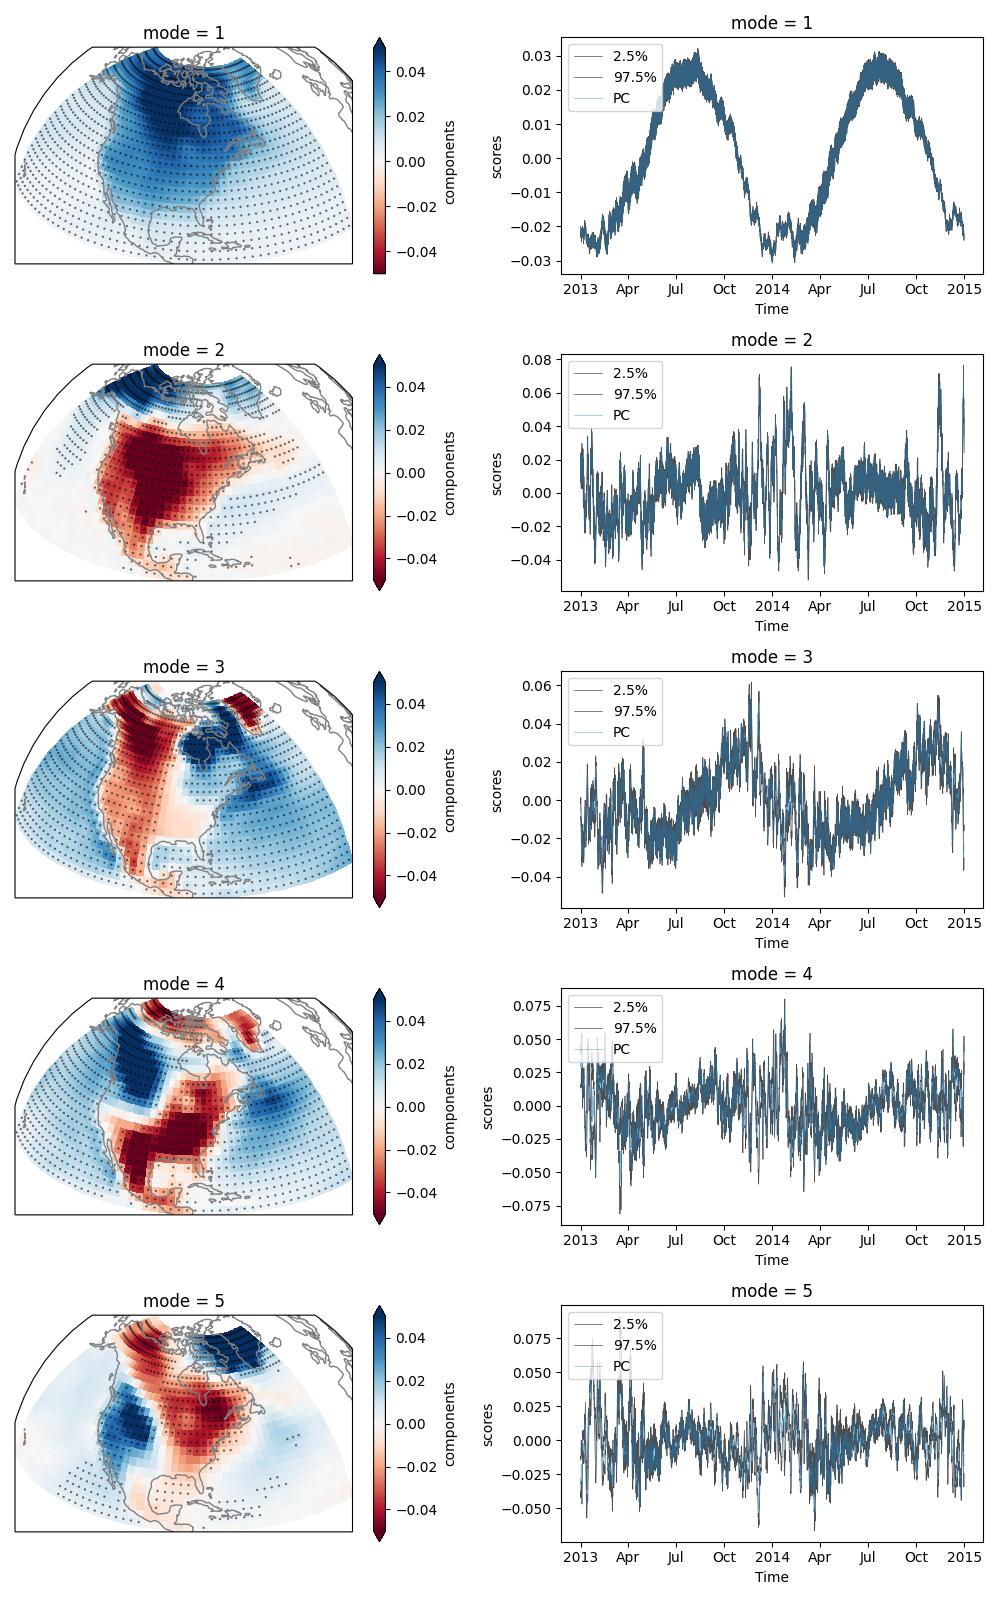 mode = 1
0.04
0.02
0.00
−0.02
−0.04
components
mode = 1
0.03
0.02
0.01
0.00
−0.01
−0.02
−0.03
scores
2.5%
97.5%
PC
2013 Apr Jul Oct 2014 Apr Jul Oct 2015
Time
mode = 2
0.04
0.02
0.00
−0.02
−0.04
components
mode = 2
0.08
0.06
0.04
0.02
0.00
−0.02
−0.04
scores
2.5%
97.5%
PC
2013 Apr Jul Oct 2014 Apr Jul Oct 2015
Time
mode = 3
0.04
0.02
0.00
−0.02
−0.04
components
mode = 3
0.06
0.04
0.02
0.00
−0.02
−0.04
scores
2.5%
97.5%
PC
2013 Apr Jul Oct 2014 Apr Jul Oct 2015
Time
mode = 4
0.04
0.02
0.00
−0.02
−0.04
components
mode = 4
0.075
0.050
0.025
0.000
−0.025
−0.050
−0.075
scores
2.5%
97.5%
PC
2013 Apr Jul Oct 2014 Apr Jul Oct 2015
Time
mode = 5
0.04
0.02
0.00
−0.02
−0.04
components
mode = 5
0.075
0.050
0.025
0.000
−0.025
−0.050
scores
2.5%
97.5%
PC
2013 Apr Jul Oct 2014 Apr Jul Oct 2015
Time